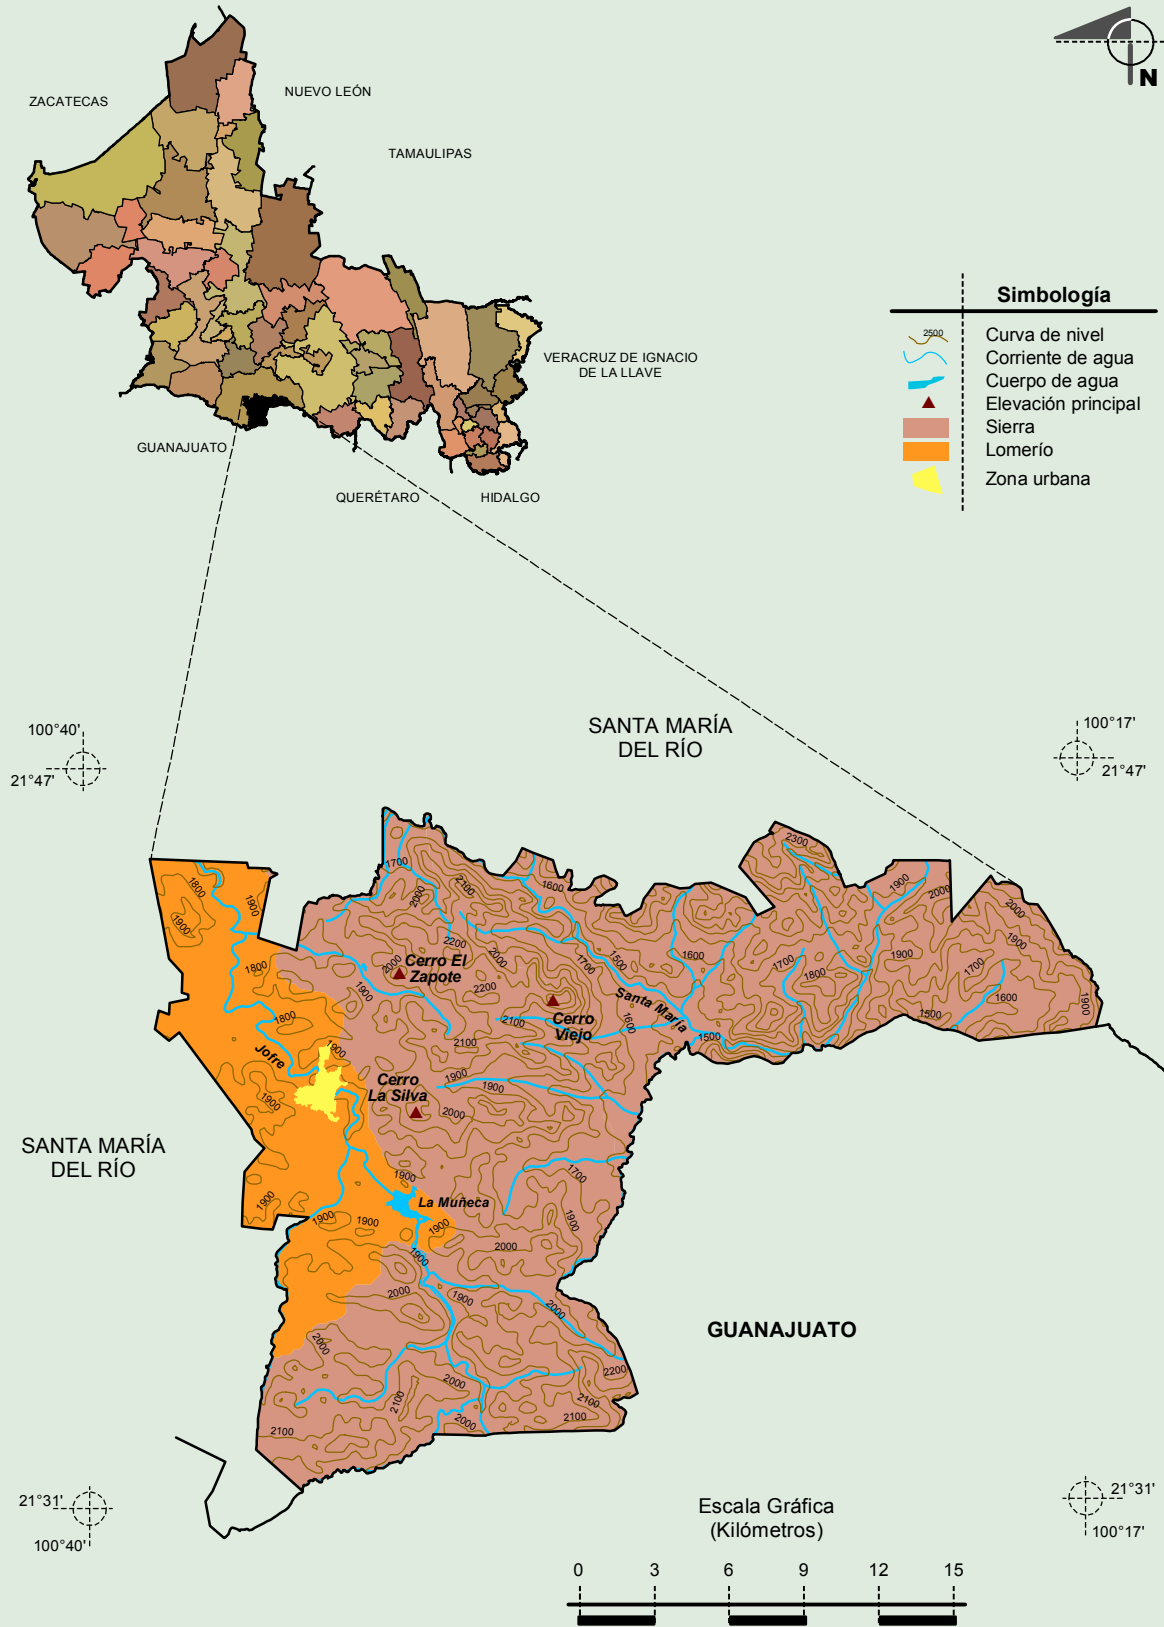 N
ZACATECAS
NUEVO LEÓN
TAMAULIPAS
VERACRUZ DE IGNACIO
DE LA LLAVE
GUANAJUATO
QUERÉTARO
HIDALGO
Simbología
2500
Curva de nivel
Corriente de agua
Cuerpo de agua
Elevación principal
Sierra
Lomerío
Zona urbana
100°40'
21°47'
SANTA MARÍA
DEL RÍO
100°17'
21°47'
2300
1700
2100
1600
1800
2000
1900
1900
2000
2000
1900
1900
2200
2000
1700
1500
1600
1700
1800
1900
1700
1900
1600
1900
1500
1800
2000
Cerro El
Zapote
2200
1900
Santa María
1800
2100
Cerro
Viejo
1600
1500
Jofre
1900
2100
Cerro
La Silva
1900
1900
1900
2000
SANTA MARÍA
DEL RÍO
1900
1700
La Muñeca
1900
1900
1900
1900
1900
1900
2000
2000
1900
2000
GUANAJUATO
2000
2200
2000
2100
2100
2100
2000
2100
21°31'
100°40'
21°31'
100°17'
Escala Gráfica
(Kilómetros)
0 3 6 9 12 15